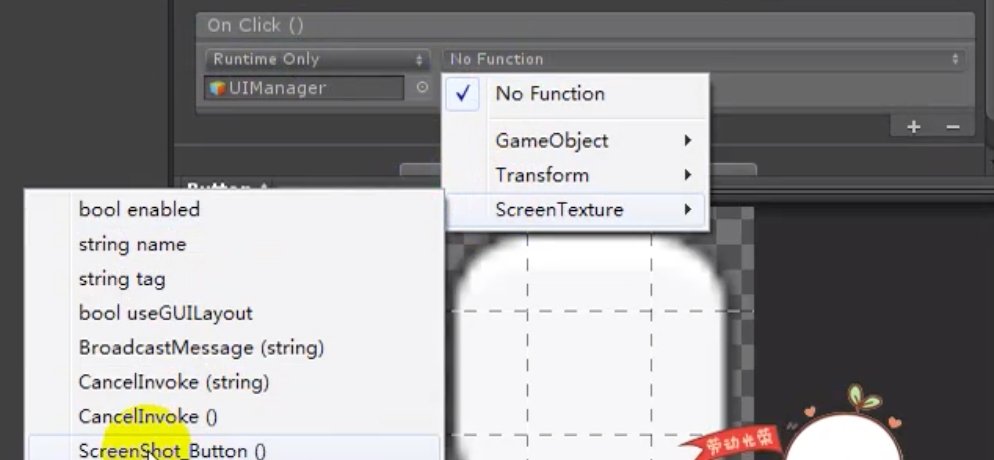 On Click ()
Runtime Only
No Function
UIManager
No Function
GameObject
Transform
ScreenTexture
Button
bool enabled
string name
string tag
bool useGUILayout
BroadcastMessage (string)
CancelInvoke (string)
CancelInvoke ()
ScreenShot_Button ()
劳动光荣